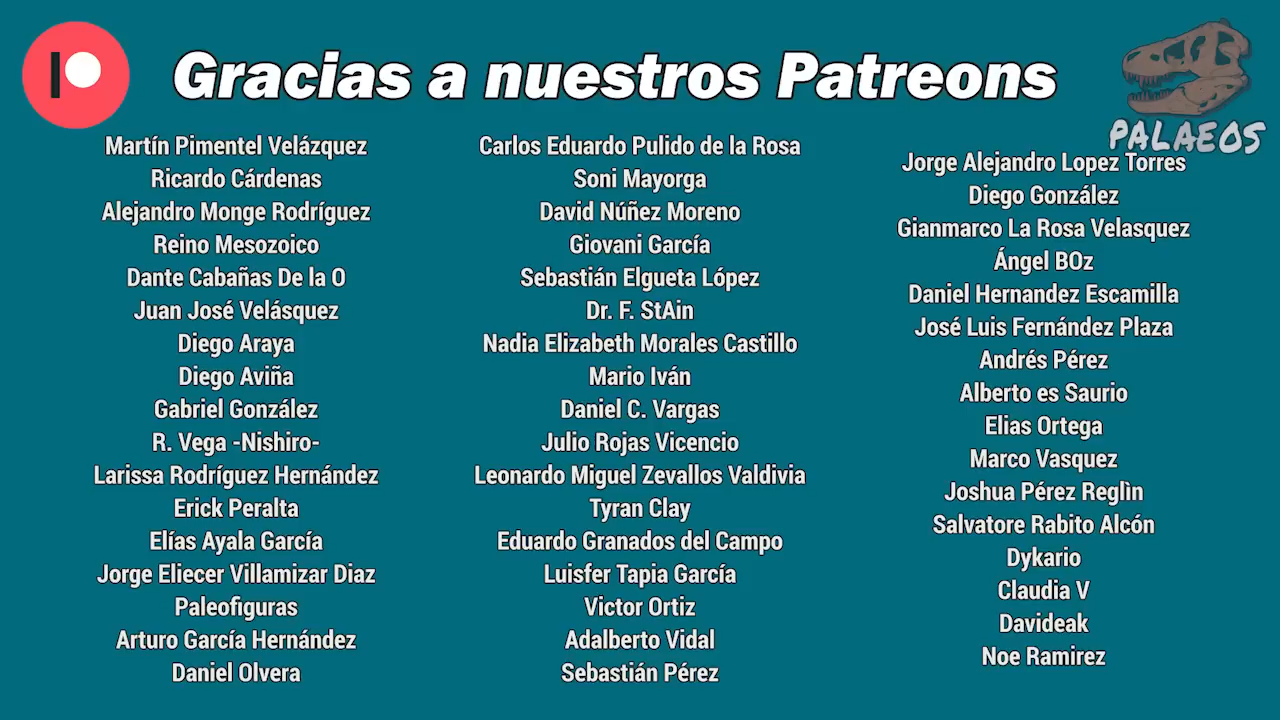 Gracias a nuestros Patreons
PALAEOS
Martín Pimentel Velázquez
Ricardo Cárdenas
Alejandro Monge Rodríguez
Reino Mesozoico
Dante Cabañas De la O
Juan José Velásquez
Diego Araya
Diego Aviña
Gabriel González
R. Vega -Nishiro-
Larissa Rodríguez Hernández
Erick Peralta
Elías Ayala García
Jorge Eliecer Villamizar Diaz
Paleofiguras
Arturo García Hernández
Daniel Olvera
Carlos Eduardo Pulido de la Rosa
Soni Mayorga
David Núñez Moreno
Giovani García
Sebastián Elgueta López
Dr. F. StAin
Nadia Elizabeth Morales Castillo
Mario Iván
Daniel C. Vargas
Julio Rojas Vicencio
Leonardo Miguel Zevallos Valdivia
Tyran Clay
Eduardo Granados del Campo
Luisfer Tapia García
Victor Ortiz
Adalberto Vidal
Sebastián Pérez
Jorge Alejandro Lopez Torres
Diego González
Gianmarco La Rosa Velasquez
Ángel BOz
Daniel Hernandez Escamilla
José Luis Fernández Plaza
Andrés Pérez
Alberto es Saurio
Elias Ortega
Marco Vasquez
Joshua Pérez Reglìn
Salvatore Rabito Alcón
Dykario
Claudia V
Davideak
Noe Ramirez